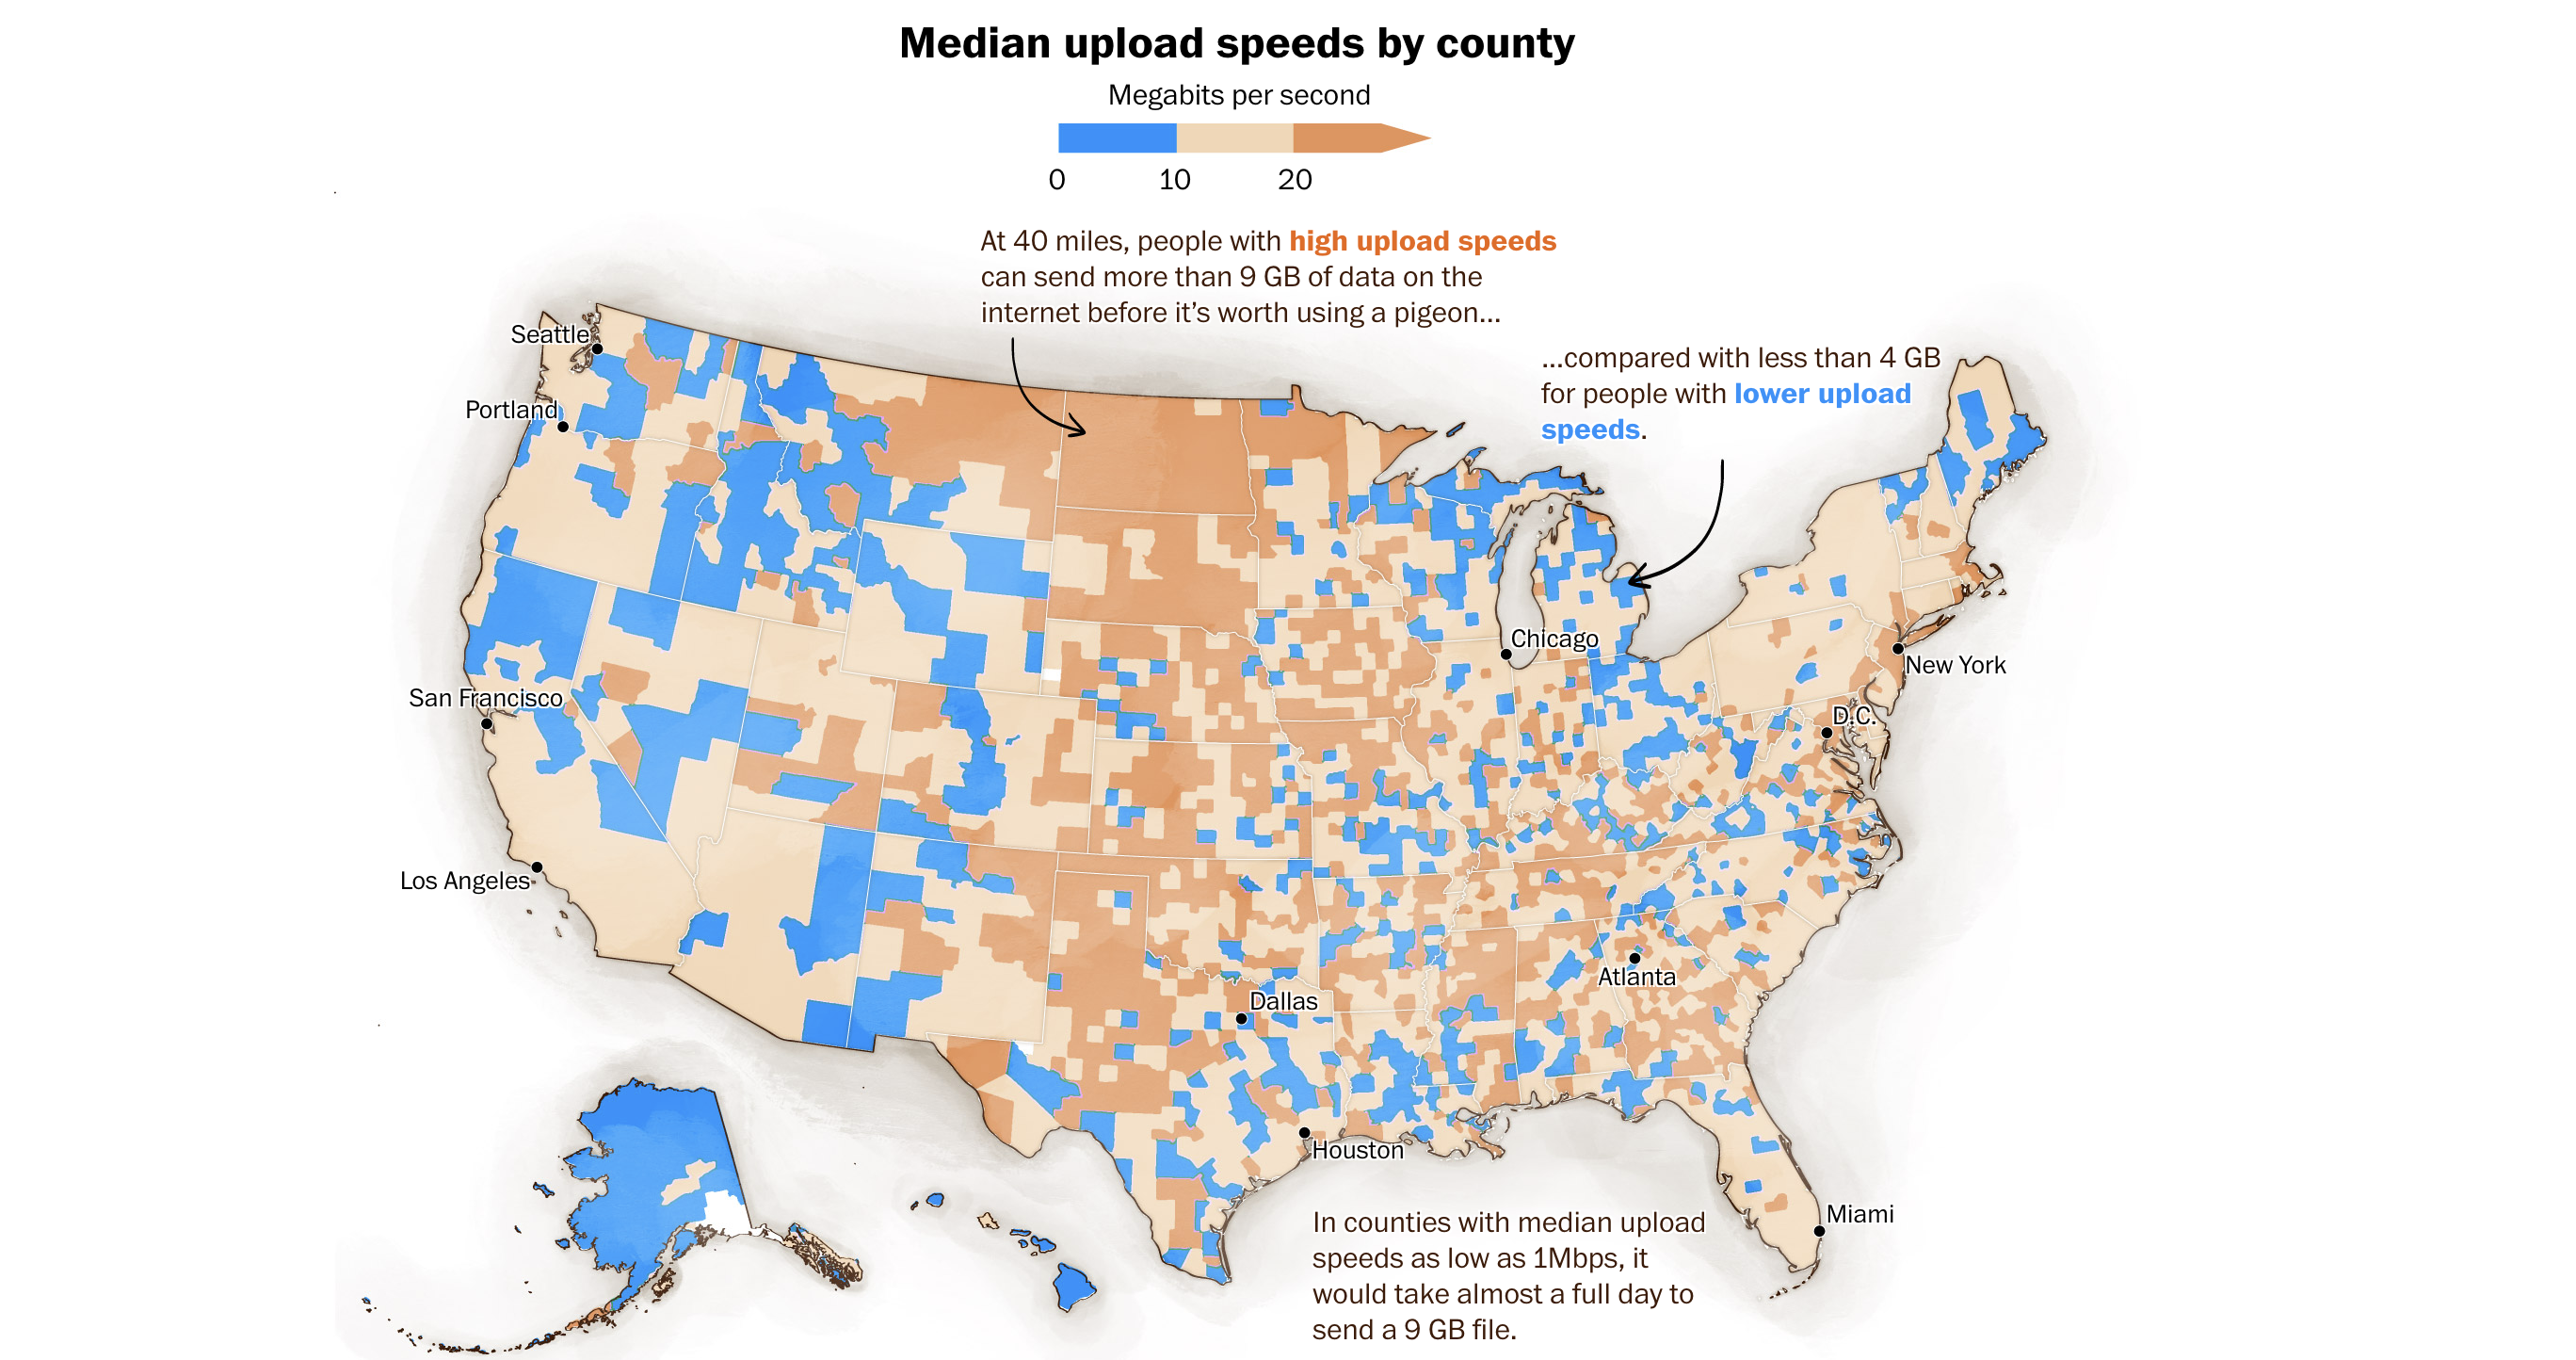 Median upload speeds by county
Megabits per second
0 10 20
At 40 miles, people with high upload speeds
can send more than 9 GB of data on the
internet before it’s worth using a pigeon...
...compared with less than 4 GB
for people with lower upload
speeds.
Seattle
Portland
San Francisco
Los Angeles
Chicago
New York
D.C.
Atlanta
Dallas
Houston
Miami
In counties with median upload
speeds as low as 1Mbps, it
would take almost a full day to
send a 9 GB file.